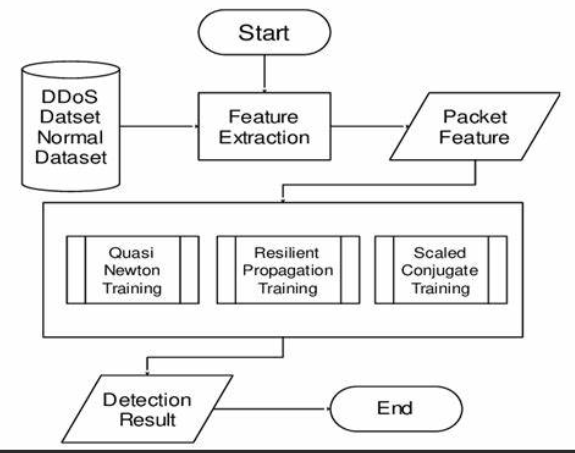 Start
DDoS
Datset
Normal
Dataset
Feature
Extraction
Packet
Feature
Quasi
Newton
Training
Resilient
Propagation
Training
Scaled
Conjugate
Training
Detection
Result
End